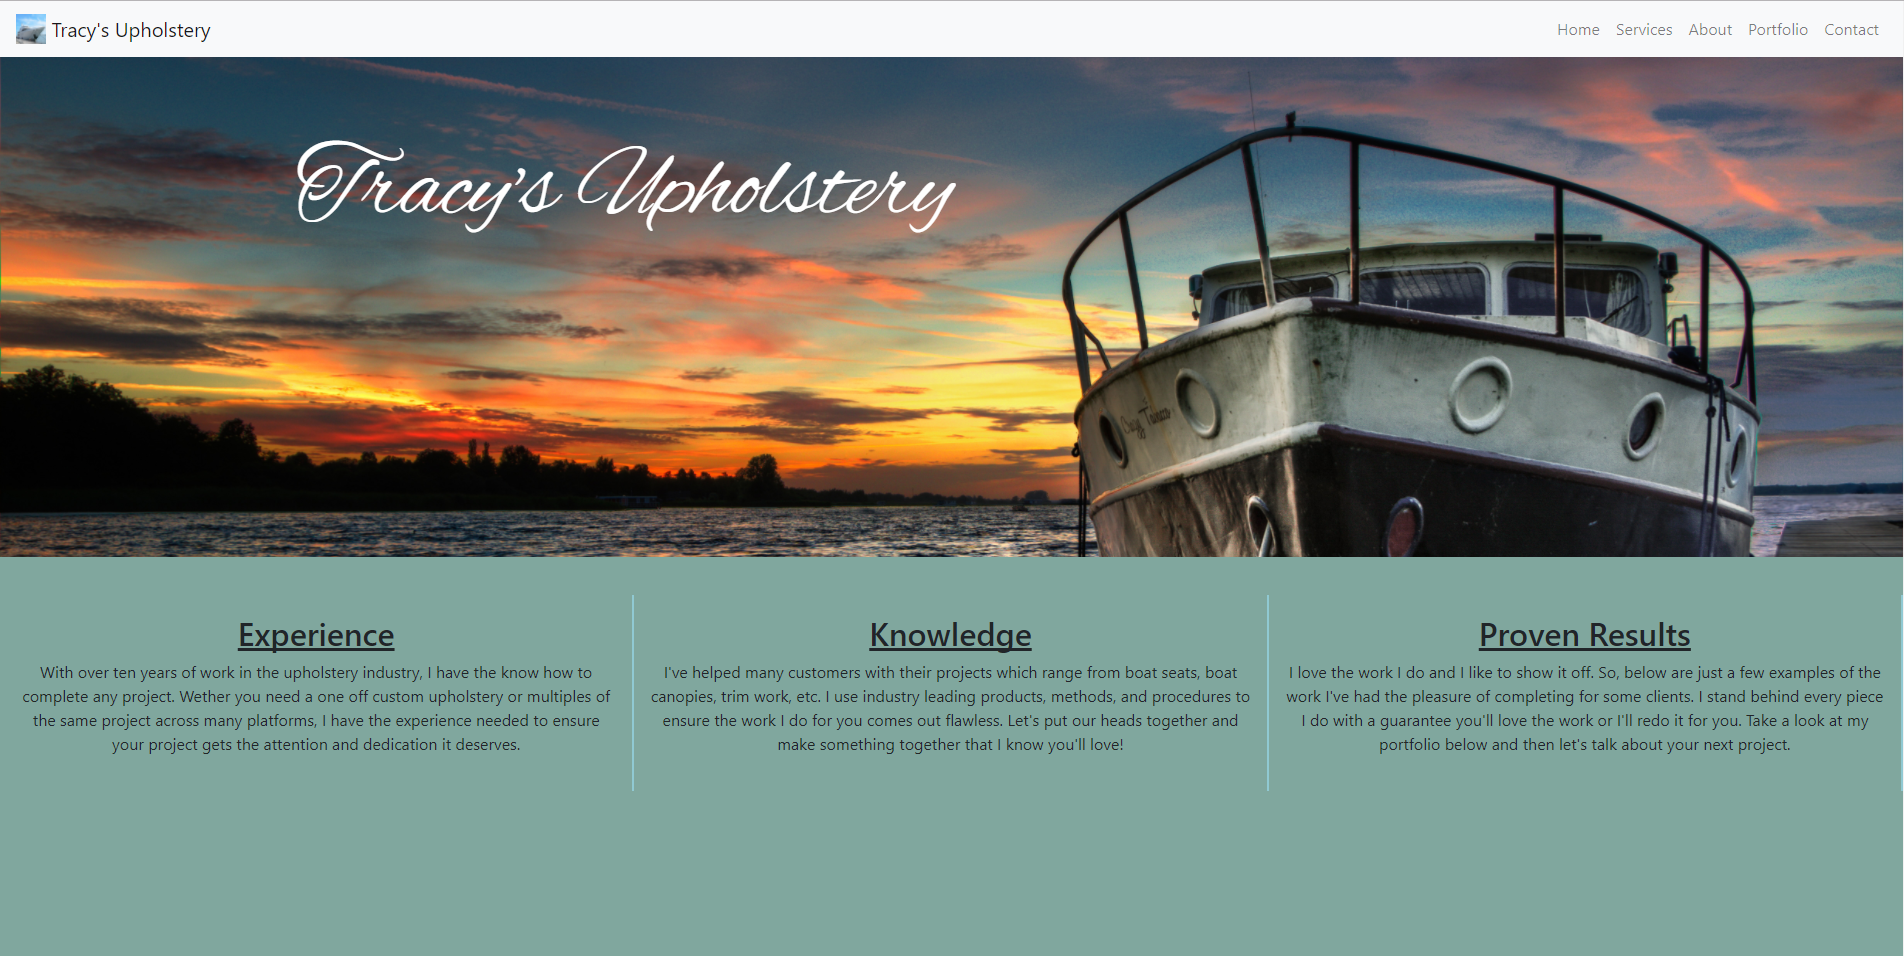 Tracy's Upholstery
Home Services About Portfolio Contact
Tracy's Upholstery
Experience
With over ten years of work in the upholstery industry, I have the know how to
complete any project. Wether you need a one off custom upholstery or multiples of
the same project across many platforms, I have the experience needed to ensure
your project gets the attention and dedication it deserves.
Knowledge
I've helped many customers with their projects which range from boat seats, boat
canopies, trim work, etc. I use industry leading products, methods, and procedures to
ensure the work I do for you comes out flawless. Let's put our heads together and
make something together that I know you'll love!
Proven Results
I love the work I do and I like to show it off. So, below are just a few examples of the
work I've had the pleasure of completing for some clients. I stand behind every piece
I do with a guarantee you'll love the work or I'll redo it for you. Take a look at my
portfolio below and then let's talk about your next project.